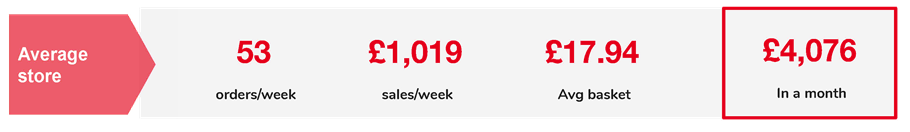 Average
store
53
orders/week
£1,019
sales/week
£17.94
Avg basket
£4,076
In a month